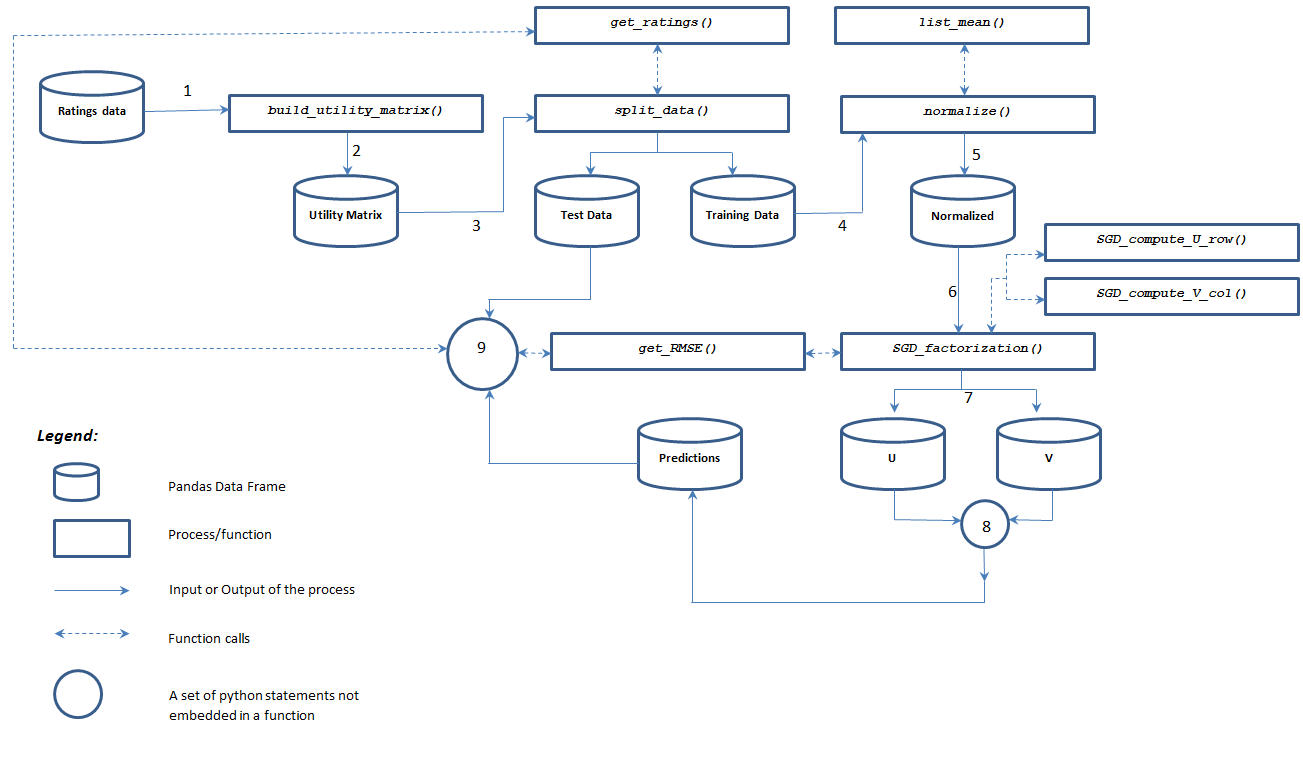 get_ratings()
list_mean()
Ratings data
1
build_utility_matrix()
split_data()
normalize()
2
5
Utility Matrix
3
Test Data
Training Data
4
Normalized
SGD_compute_U_row()
6
SGD_compute_V_col()
9
get_RMSE()
SGD_factorization()
7
Predictions
U
V
8
Legend:
Pandas Data Frame
Process/function
Input or Output of the process
Function calls
A set of python statements not
embedded in a function